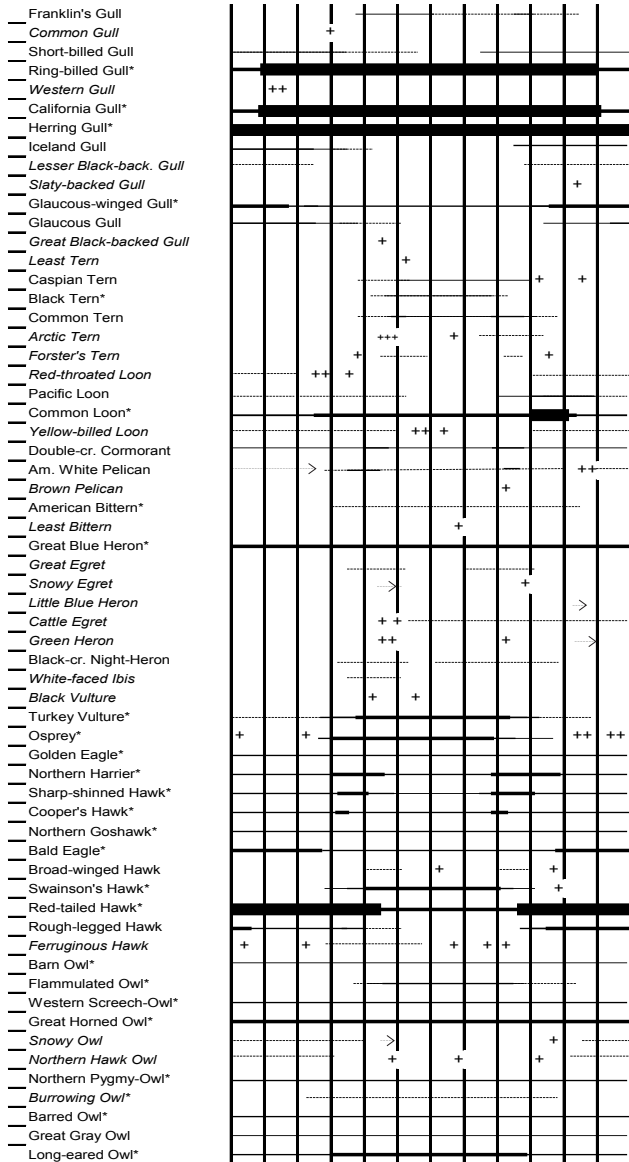 Franklin's Gull
Common Gull
Short-billed Gull
Ring-billed Gull*
Western Gull
California Gull*
Herring Gull*
Iceland Gull
Lesser Black-back. Gull
Slaty-backed Gull
Glaucous-winged Gull*
Glaucous Gull
Great Black-backed Gull
Least Tern
Caspian Tern
Black Tern*
Common Tern
Arctic Tern
Forster's Tern
Red-throated Loon
Pacific Loon
Common Loon*
Yellow-billed Loon
Double-cr. Cormorant
Am. White Pelican
Brown Pelican
American Bittern*
Least Bittern
Great Blue Heron*
Great Egret
Snowy Egret
Little Blue Heron
Cattle Egret
Green Heron
Black-cr. Night-Heron
White-faced Ibis
Black Vulture
Turkey Vulture*
Osprey*
Golden Eagle*
Northern Harrier*
Sharp-shinned Hawk*
Cooper's Hawk*
Northern Goshawk*
Bald Eagle*
Broad-winged Hawk
Swainson's Hawk*
Red-tailed Hawk*
Rough-legged Hawk
Ferruginous Hawk
Barn Owl*
Flammulated Owl*
Western Screech-Owl*
Great Horned Owl*
Snowy Owl
Northern Hawk Owl
Northern Pygmy-Owl*
Burrowing Owl*
Barred Owl*
Great Gray Owl
Long-eared Owl*